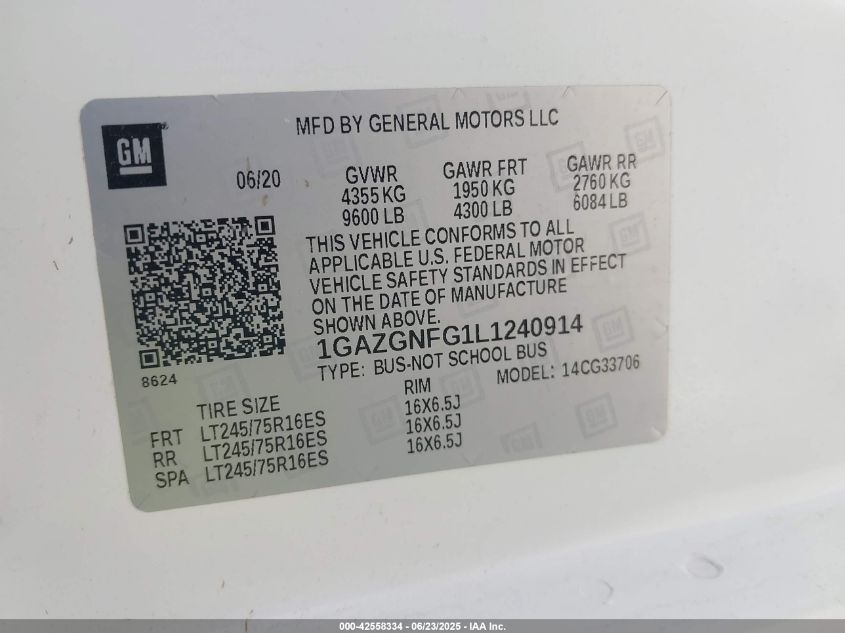 MFD BY GENERAL MOTORS LLC
GM
06/20
GVWR
4355 KG
9600 LB
GAWR FRT
1950 KG
4300 LB
GAWR RR
2760 KG
6084 LB
THIS VEHICLE CONFORMS TO ALL
APPLICABLE U.S. FEDERAL MOTOR
VEHICLE SAFETY STANDARDS IN EFFECT
ON THE DATE OF MANUFACTURE
SHOWN ABOVE.
1GAZGNFG1L1240914
TYPE: BUS-NOT SCHOOL BUS
MODEL: 14CG33706
8624
TIRE SIZE RIM
FRT LT245/75R16ES 16X6.5J
RR LT245/75R16ES 16X6.5J
SPA LT245/75R16ES 16X6.5J
000-42558334 - 06/23/2025 - IAA Inc.